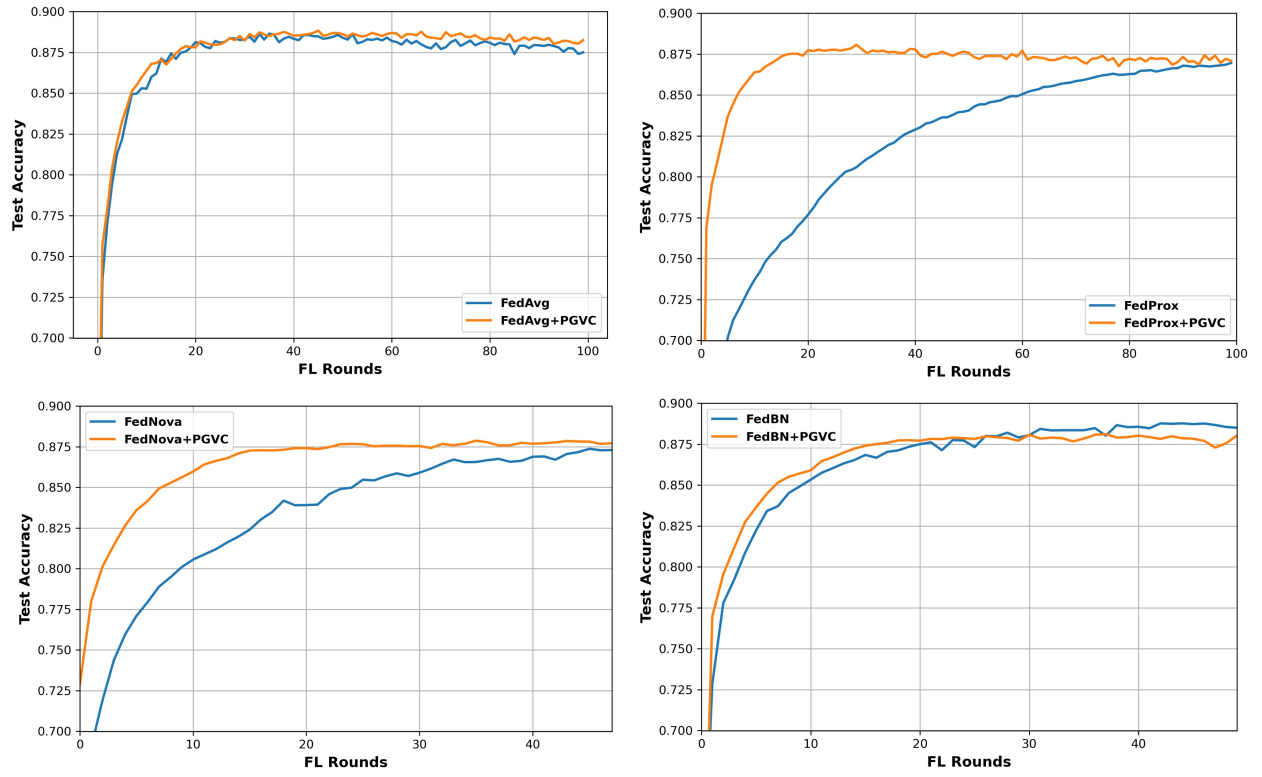 0.900
0.875
0.850
0.825
0.800
0.775
0.750
0.725
0.700
Test Accuracy
FedAvg
FedAvg+PGVC
0 20 40 60 80 100
FL Rounds
0.900
0.875
0.850
0.825
0.800
0.775
0.750
0.725
0.700
Test Accuracy
FedProx
FedProx+PGVC
0 20 40 60 80 100
FL Rounds
0.900
0.875
0.850
0.825
0.800
0.775
0.750
0.725
0.700
Test Accuracy
FedNova
FedNova+PGVC
0 10 20 30 40
FL Rounds
0.900
0.875
0.850
0.825
0.800
0.775
0.750
0.725
0.700
Test Accuracy
FedBN
FedBN+PGVC
0 10 20 30 40
FL Rounds